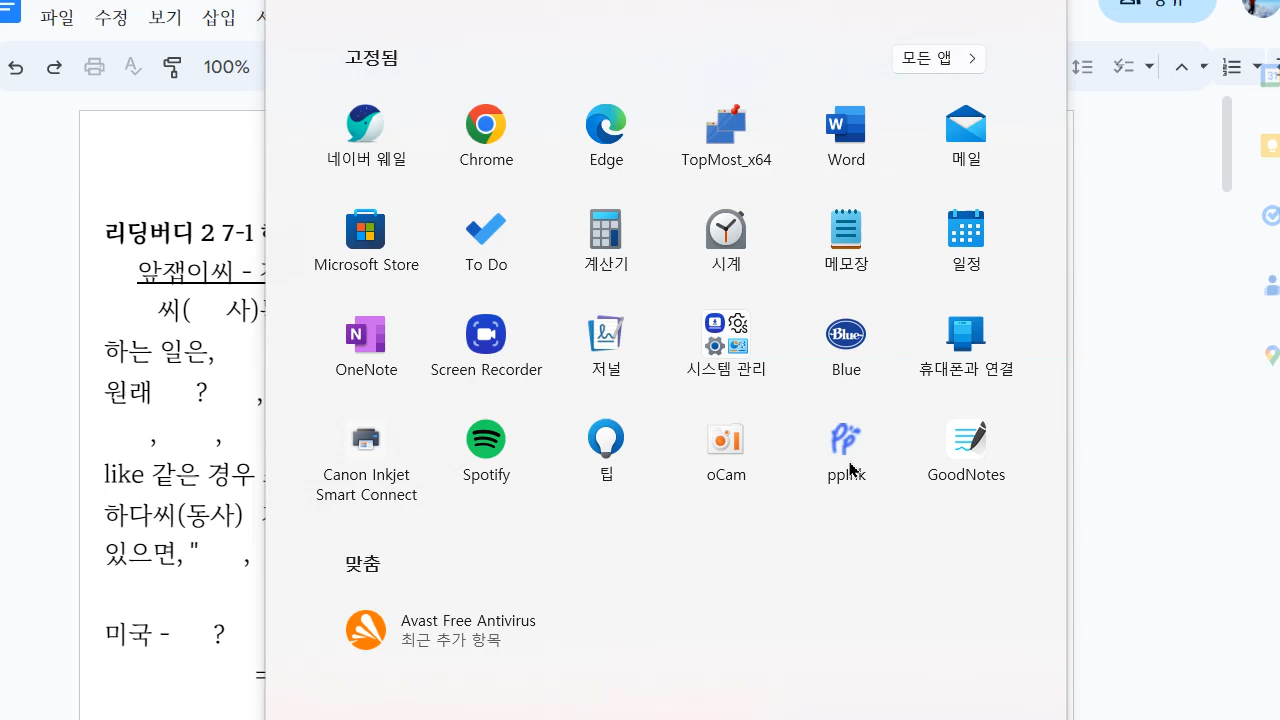 파일 수정 보기 삽입
100%
고정됨
모든 앱
네이버 웨일 Chrome Edge TopMost_x64 Word 메일
Microsoft Store To Do 계산기 시계 메모장 일정
OneNote Screen Recorder 저널 시스템 관리 Blue 휴대폰과 연결
Canon Inkjet Smart Connect Spotify 팁 oCam pplink GoodNotes
맞춤
Avast Free Antivirus
최근 추가 항목
리딩버디 2 7-1
앞잽이씨 -
씨( 사)
하는 일은,
원래 ? ,
, ,
like 같은 경우
하다씨(동사)
있으면, " ,
미국 - ?
=